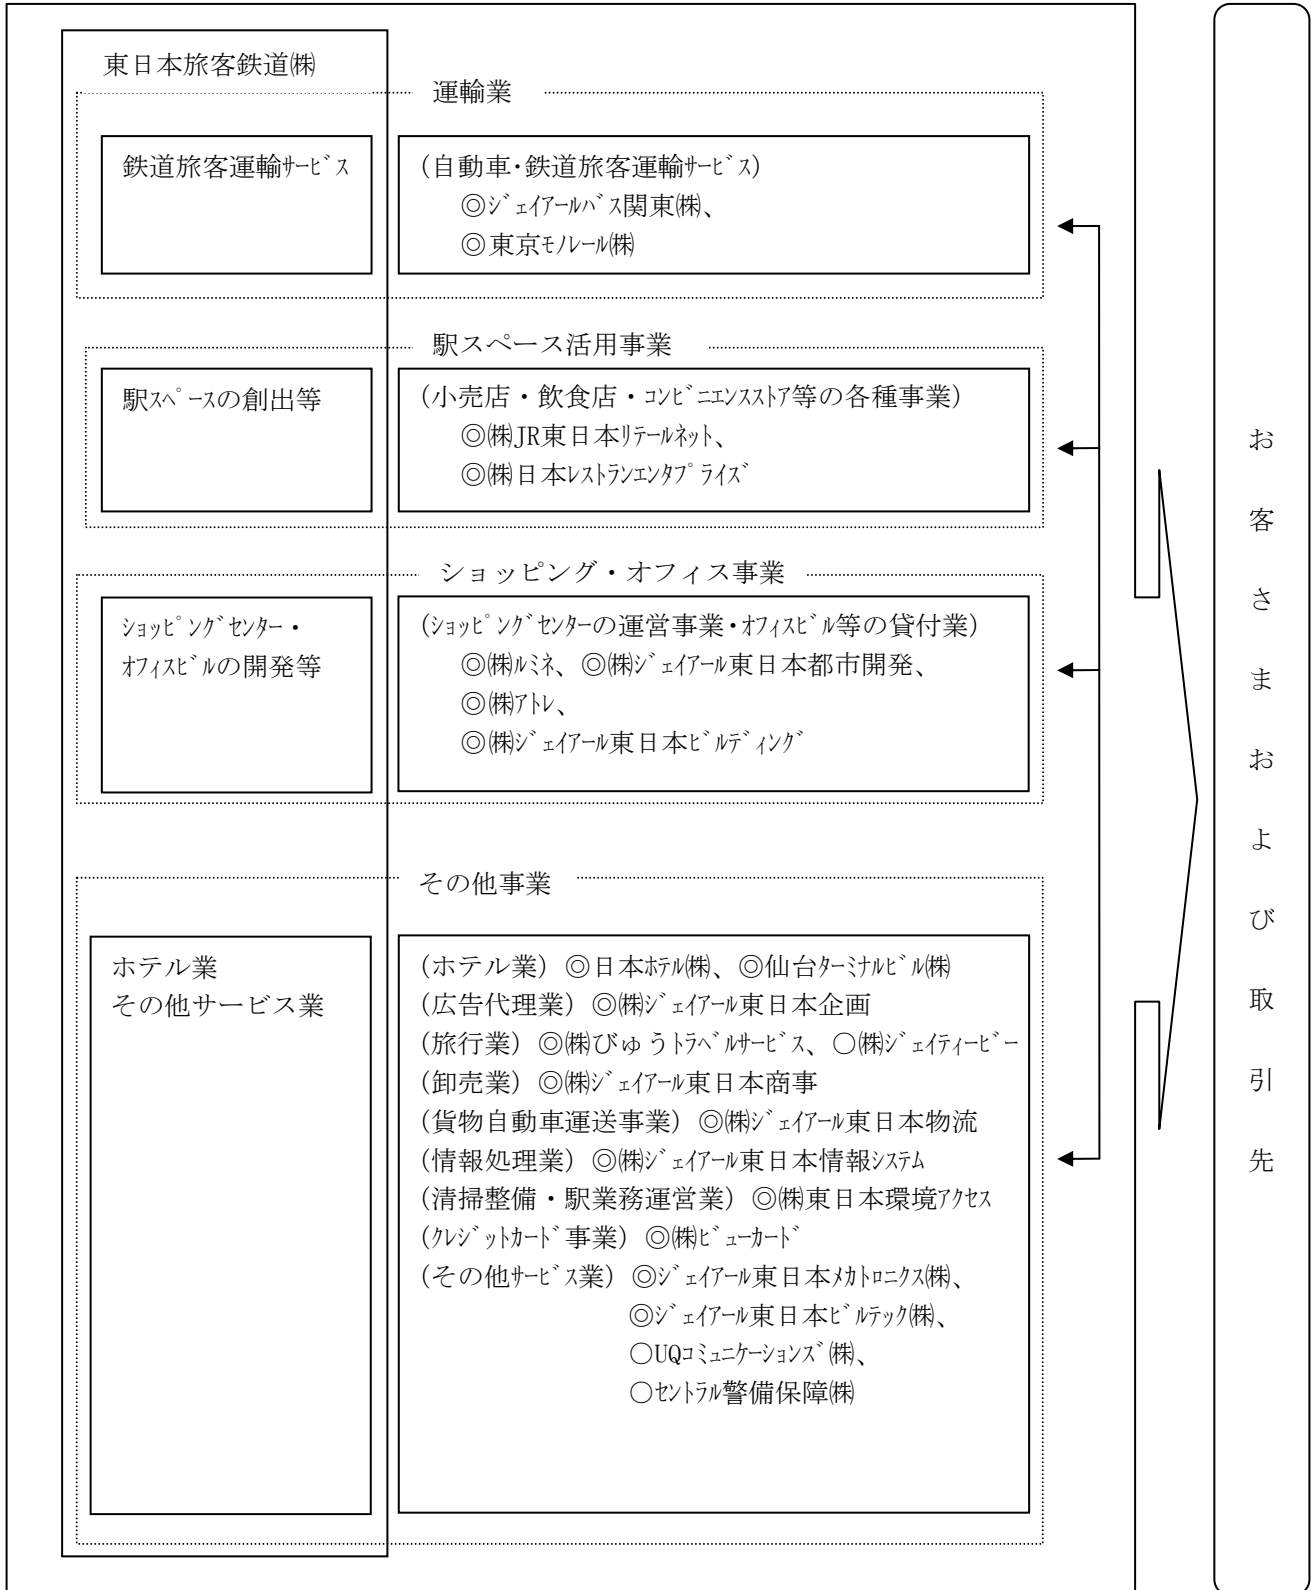 東日本旅客鉄道㈱
運輸業
鉄道旅客運輸ｻｰﾋﾞｽ
(自動車・鉄道旅客運輸ｻｰﾋﾞｽ)
◎ｼﾞｪｲｱｰﾙﾊﾞｽ関東㈱、
◎東京ﾓﾉﾚｰﾙ㈱
駅スペース活用事業
駅ｽﾍﾟｰｽの創出等
(小売店・飲食店・ｺﾝﾋﾞﾆｴﾝｽｽﾄｱ等の各種事業)
◎㈱JR東日本ﾘﾃｰﾙﾈｯﾄ、
◎㈱日本ﾚｽﾄﾗﾝｴﾝﾀﾌﾟﾗｲｽﾞ
ショッピング・オフィス事業
ｼｮｯﾋﾟﾝｸﾞｾﾝﾀｰ・
ｵﾌｨｽﾋﾞﾙの開発等
(ｼｮｯﾋﾟﾝｸﾞｾﾝﾀｰの運営事業・ｵﾌｨｽﾋﾞﾙ等の貸付業)
◎㈱ﾙﾐﾈ、◎㈱ｼﾞｪｲｱｰﾙ東日本都市開発、
◎㈱ｱﾄﾚ、
◎㈱ｼﾞｪｲｱｰﾙ東日本ﾋﾞﾙﾃﾞｨﾝｸﾞ
その他事業
ホテル業
その他サービス業
(ホテル業) ◎日本ﾎﾃﾙ㈱、◎仙台ﾀｰﾐﾅﾙﾋﾞﾙ㈱
(広告代理業) ◎㈱ｼﾞｪｲｱｰﾙ東日本企画
(旅行業) ◎㈱びゅうﾄﾗﾍﾞﾙｻｰﾋﾞｽ、○㈱ｼﾞｪｲﾃｨｰﾋﾞｰ
(卸売業) ◎㈱ｼﾞｪｲｱｰﾙ東日本商事
(貨物自動車運送事業) ◎㈱ｼﾞｪｲｱｰﾙ東日本物流
(情報処理業) ◎㈱ｼﾞｪｲｱｰﾙ東日本情報ｼｽﾃﾑ
(清掃整備・駅業務運営業) ◎㈱東日本環境ｱｸｾｽ
(ｸﾚｼﾞｯﾄｶｰﾄﾞ事業) ◎㈱ﾋﾞｭｰｶｰﾄﾞ
(その他ｻｰﾋﾞｽ業) ◎ｼﾞｪｲｱｰﾙ東日本ﾒｶﾄﾛﾆｸｽ㈱、
◎ｼﾞｪｲｱｰﾙ東日本ﾋﾞﾙﾃｯｸ㈱、
○UQｺﾐｭﾆｹｰｼｮﾝｽﾞ㈱、
○ｾﾝﾄﾗﾙ警備保障㈱
お客さまおよび取引先